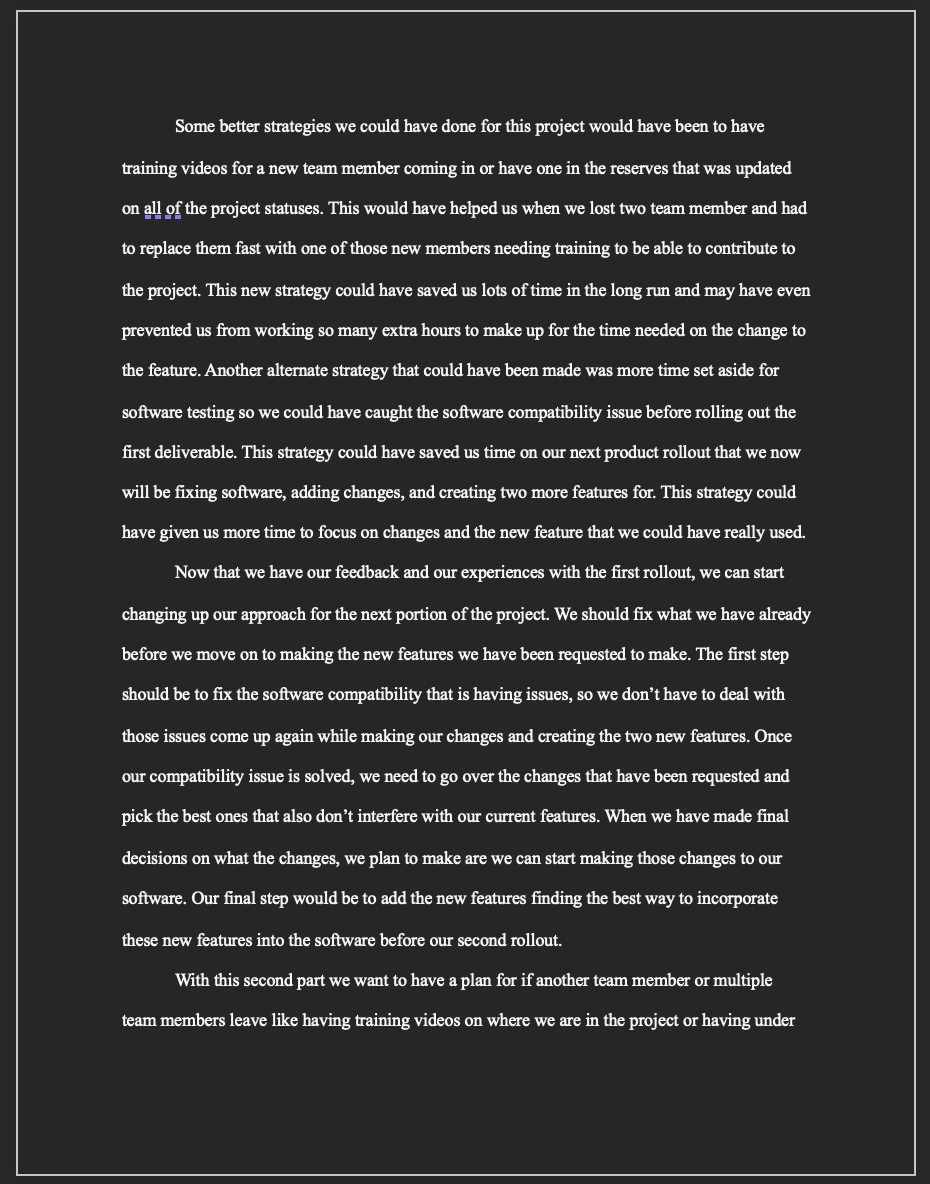 Some better strategies we could have done for this project would have been to have
training videos for a new team member coming in or have one in the reserves that was updated
on all of the project statuses. This would have helped us when we lost two team member and had
to replace them fast with one of those new members needing training to be able to contribute to
the project. This new strategy could have saved us lots of time in the long run and may have even
prevented us from working so many extra hours to make up for the time needed on the change to
the feature. Another alternate strategy that could have been made was more time set aside for
software testing so we could have caught the software compatibility issue before rolling out the
first deliverable. This strategy could have saved us time on our next product rollout that we now
will be fixing software, adding changes, and creating two more features for. This strategy could
have given us more time to focus on changes and the new feature that we could have really used.
Now that we have our feedback and our experiences with the first rollout, we can start
changing up our approach for the next portion of the project. We should fix what we have already
before we move on to making the new features we have been requested to make. The first step
should be to fix the software compatibility that is having issues, so we don’t have to deal with
those issues come up again while making our changes and creating the two new features. Once
our compatibility issue is solved, we need to go over the changes that have been requested and
pick the best ones that also don’t interfere with our current features. When we have made final
decisions on what the changes, we plan to make are we can start making those changes to our
software. Our final step would be to add the new features finding the best way to incorporate
these new features into the software before our second rollout.
With this second part we want to have a plan for if another team member or multiple
team members leave like having training videos on where we are in the project or having under